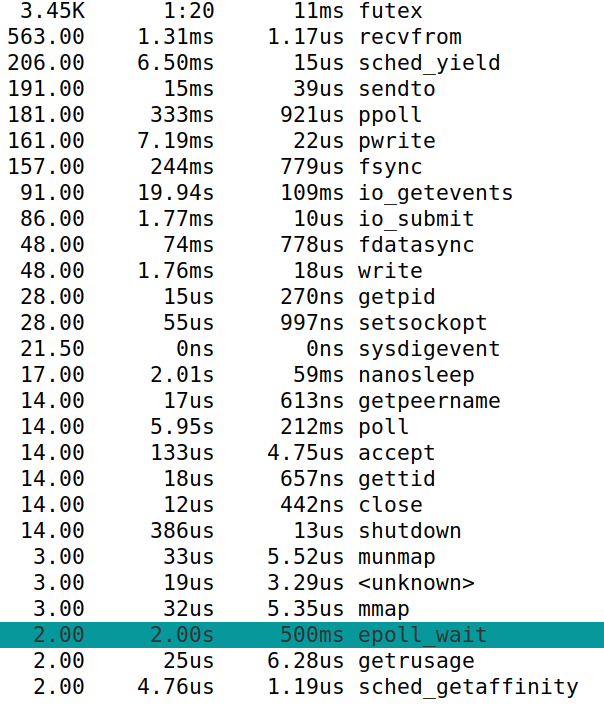 3.45K 1:20 11ms futex
563.00 1.31ms 1.17us recvfrom
206.00 6.50ms 15us sched_yield
191.00 15ms 39us sendto
181.00 333ms 921us ppoll
161.00 7.19ms 22us pwrite
157.00 244ms 779us fsync
91.00 19.94s 109ms io_getevents
86.00 1.77ms 10us io_submit
48.00 74ms 778us fdatasync
48.00 1.76ms 18us write
28.00 15us 270ns getpid
28.00 55us 997ns setsockopt
21.50 0ns 0ns sysdigevent
17.00 2.01s 59ms nanosleep
14.00 17us 613ns getpeername
14.00 5.95s 212ms poll
14.00 133us 4.75us accept
14.00 18us 657ns gettid
14.00 12us 442ns close
14.00 386us 13us shutdown
3.00 33us 5.52us munmap
3.00 19us 3.29us <unknown>
3.00 32us 5.35us mmap
2.00 2.00s 500ms epoll_wait
2.00 25us 6.28us getrusage
2.00 4.76us 1.19us sched_getaffinity